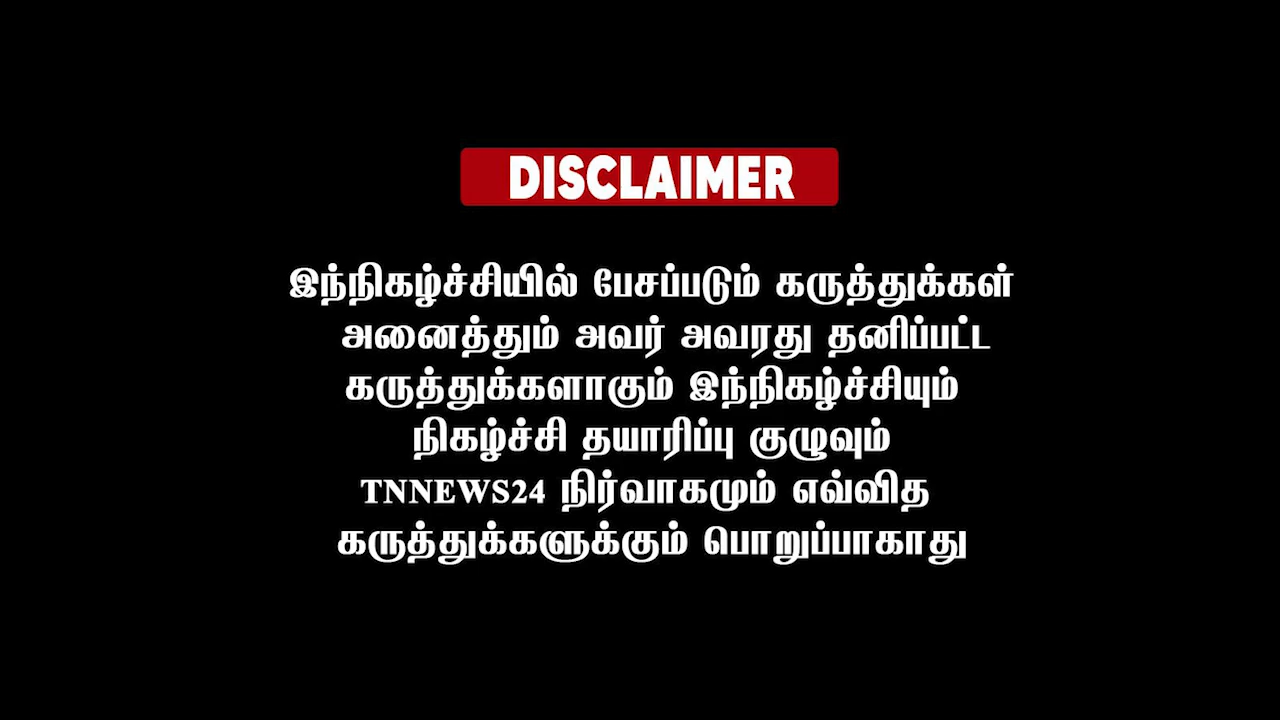 DISCLAIMER
இந்நிகழ்ச்சியில் பேசப்படும் கருத்துக்கள்
அனைத்தும் அவர் அவரது தனிப்பட்ட
கருத்துக்களாகும் இந்நிகழ்ச்சியும்
நிகழ்ச்சி தயாரிப்பு குழுவும்
TNNEWS24 நிர்வாகமும் எவ்வித
கருத்துக்களுக்கும் பொறுப்பாகாது